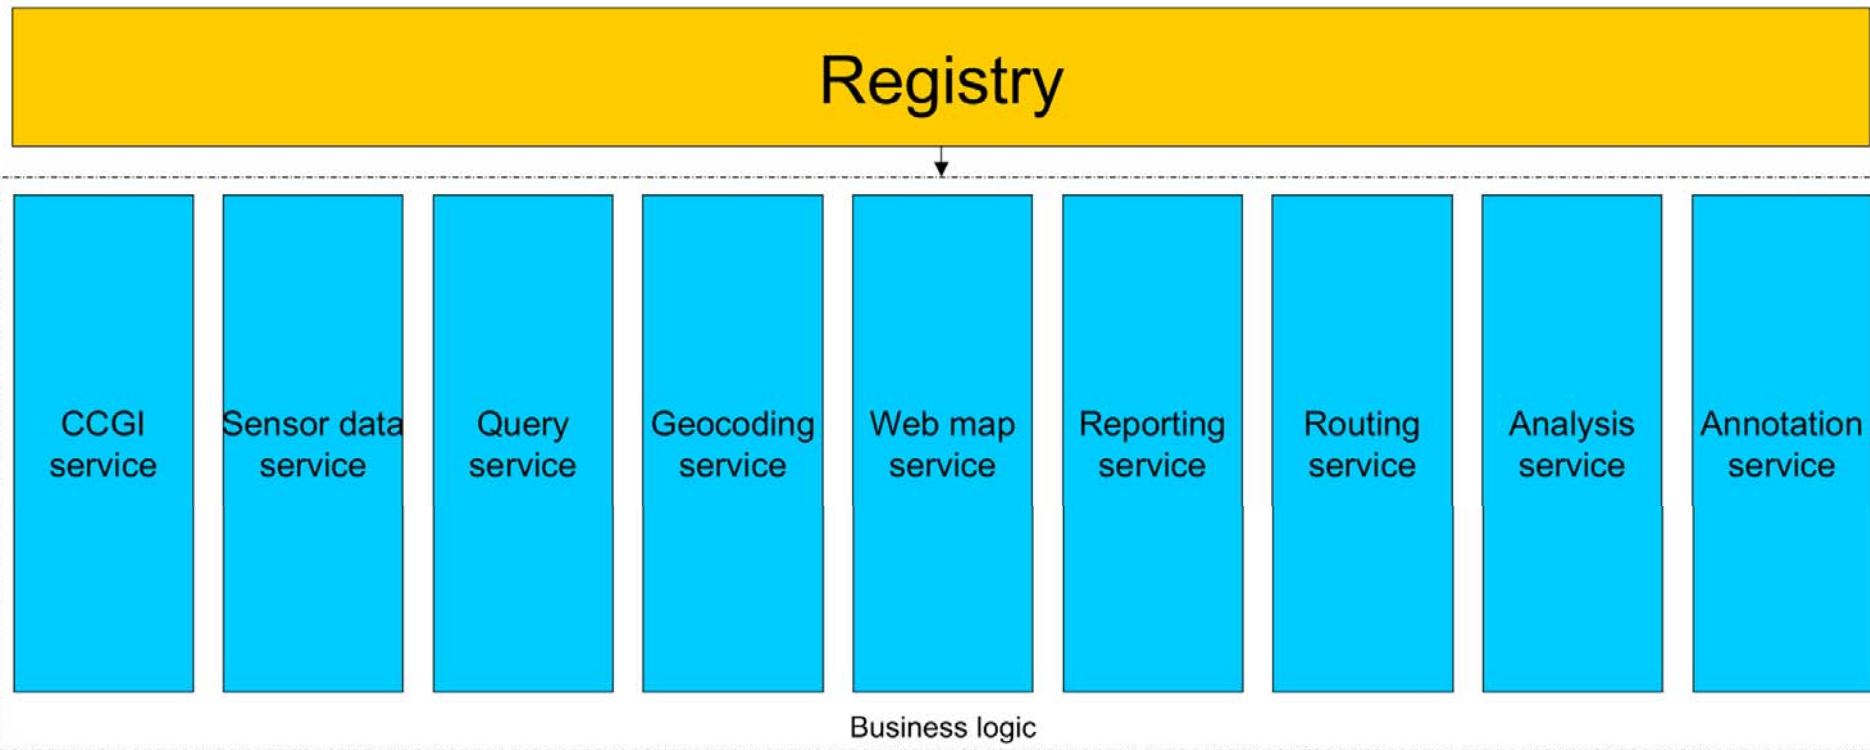 Registry
CCGI
service
Sensor data
service
Query
service
Geocoding
service
Web map
service
Reporting
service
Routing
service
Analysis
service
Annotation
service
Business logic